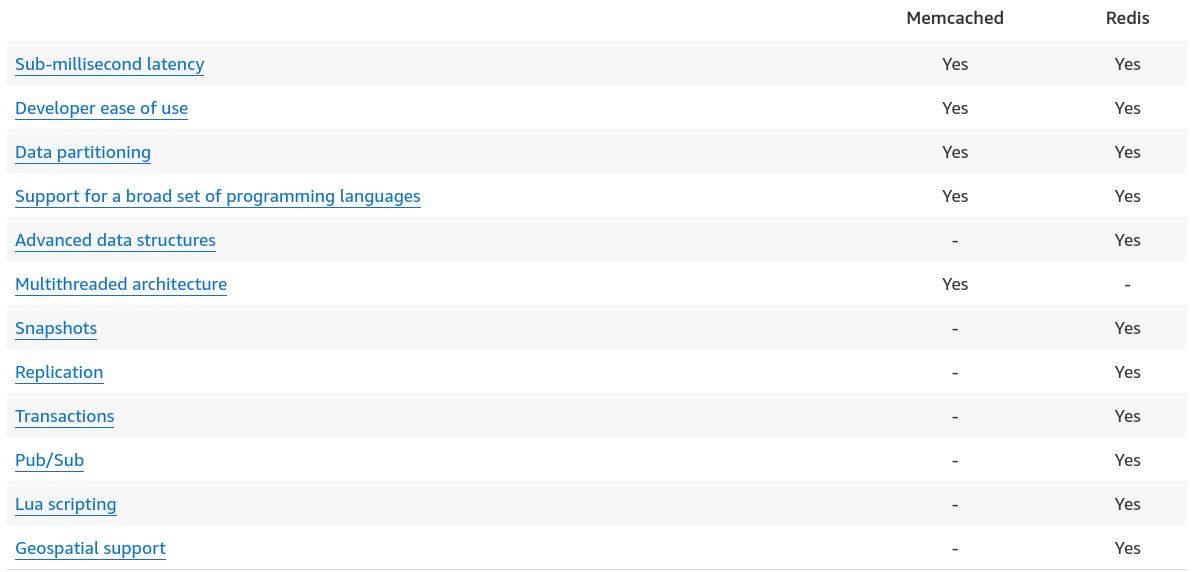 Memcached Redis
Sub-millisecond latency Yes Yes
Developer ease of use Yes Yes
Data partitioning Yes Yes
Support for a broad set of programming languages Yes Yes
Advanced data structures - Yes
Multithreaded architecture Yes -
Snapshots - Yes
Replication - Yes
Transactions - Yes
Pub/Sub - Yes
Lua scripting - Yes
Geospatial support - Yes